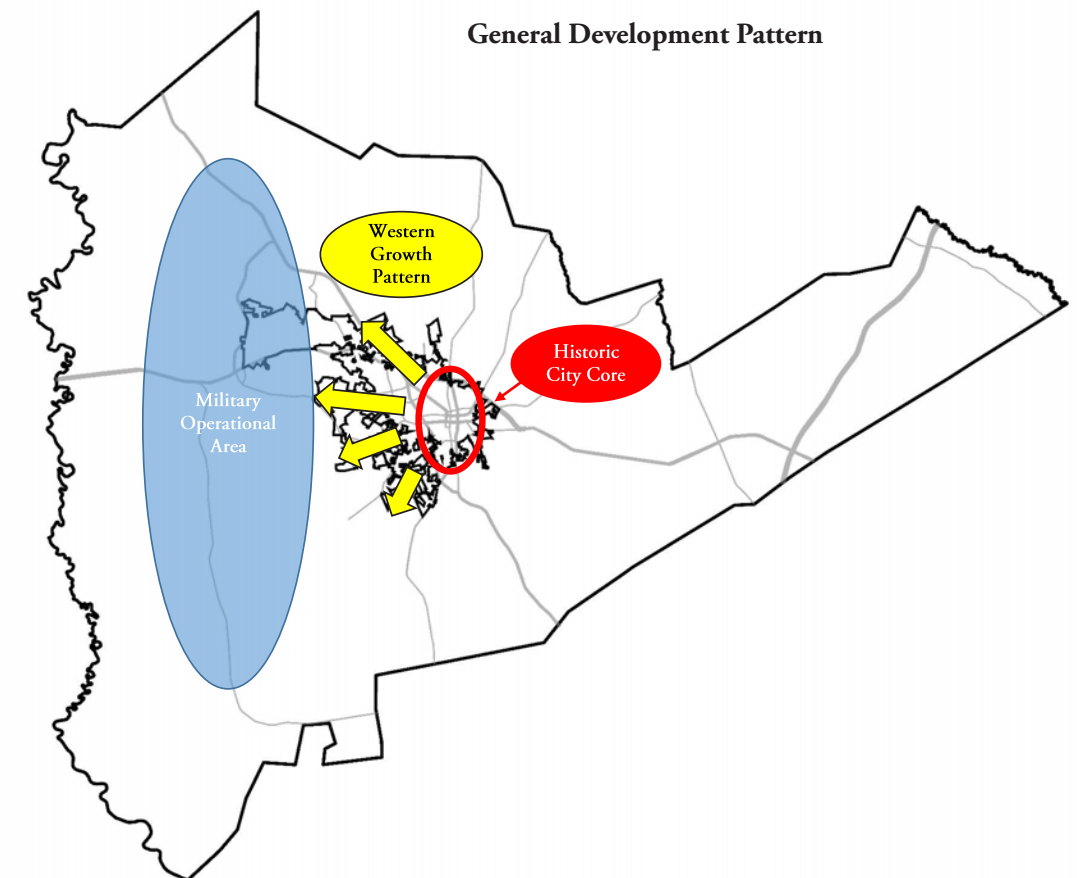 General Development Pattern
Western
Growth
Pattern
Historic
City Core
Military
Operational
Area